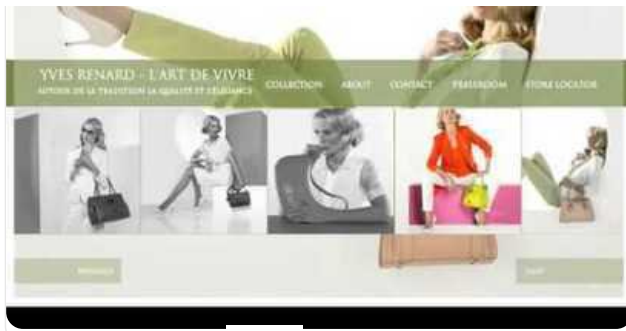 YVES RENARD - L'ART DE VIVRE
AUTOUR DE LA TRADITION LA QUALITÉ ET L'ÉLÉGANCE
COLLECTION ABOUT CONTACT PRESSROOM STORE LOCATOR